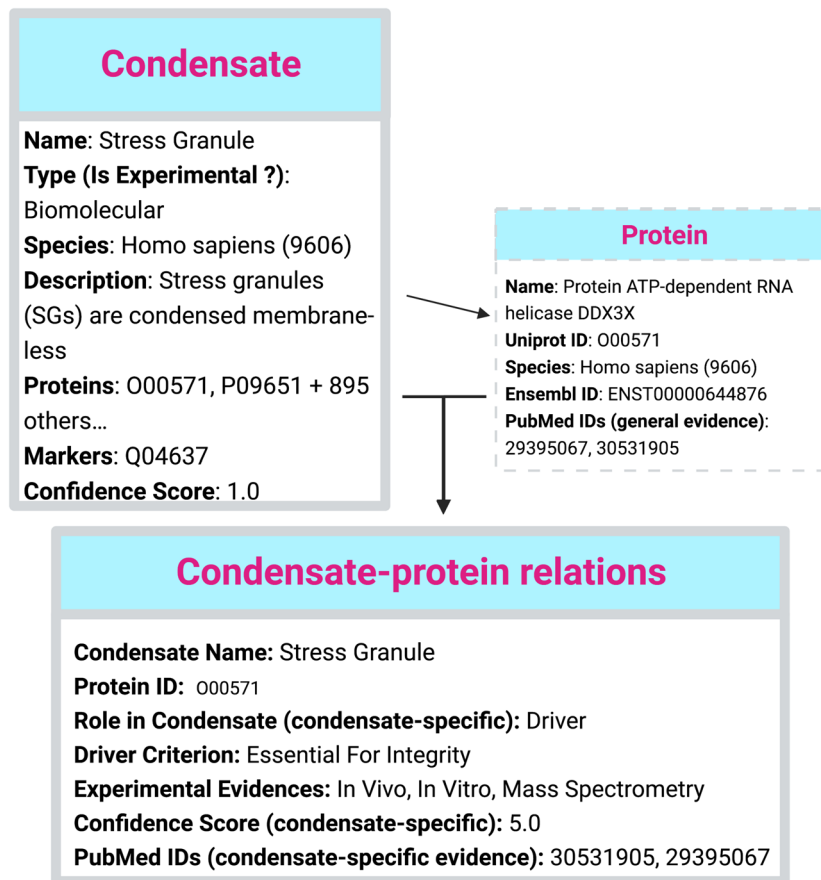 Condensate
Name: Stress Granule
Type (Is Experimental ?):
Biomolecular
Species: Homo sapiens (9606)
Description: Stress granules
(SGs) are condensed membrane-
less
Proteins: O00571, P09651 + 895
others...
Markers: Q04637
Confidence Score: 1.0
Protein
Name: Protein ATP-dependent RNA
helicase DDX3X
Uniprot ID: O00571
Species: Homo sapiens (9606)
Ensembl ID: ENST00000644876
PubMed IDs (general evidence):
29395067, 30531905
Condensate-protein relations
Condensate Name: Stress Granule
Protein ID: O00571
Role in Condensate (condensate-specific): Driver
Driver Criterion: Essential For Integrity
Experimental Evidences: In Vivo, In Vitro, Mass Spectrometry
Confidence Score (condensate-specific): 5.0
PubMed IDs (condensate-specific evidence): 30531905, 29395067